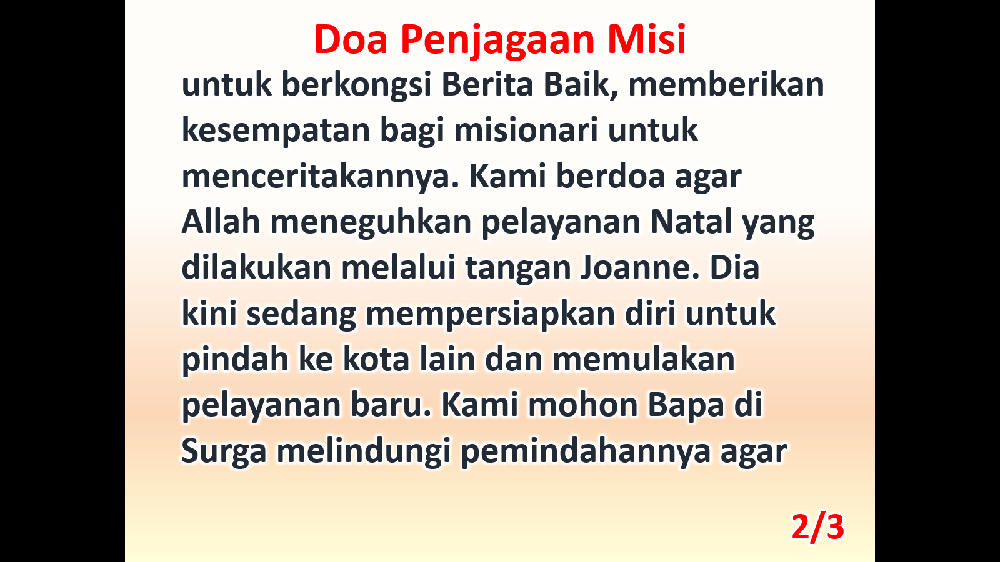 Doa Penjagaan Misi
untuk berkongsi Berita Baik, memberikan
kesempatan bagi misionari untuk
menceritakannya. Kami berdoa agar
Allah meneguhkan pelayanan Natal yang
dilakukan melalui tangan Joanne. Dia
kini sedang mempersiapkan diri untuk
pindah ke kota lain dan memulakan
pelayanan baru. Kami mohon Bapa di
Surga melindungi pemindahannya agar
2/3